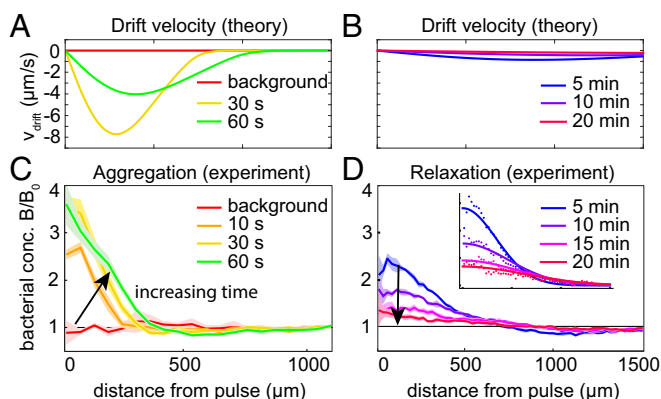 A Drift velocity (theory)
0
-2
-4
-6
-8
v_drift (μm/s)
background
30 s
60 s
B Drift velocity (theory)
5 min
10 min
20 min
C Aggregation (experiment)
4
3
2
1
bacterial conc. B/B₀
background
10 s
30 s
60 s
increasing time
0 500 1000
distance from pulse (μm)
D Relaxation (experiment)
4
3
2
1
5 min
10 min
15 min
20 min
0 500 1000 1500
distance from pulse (μm)